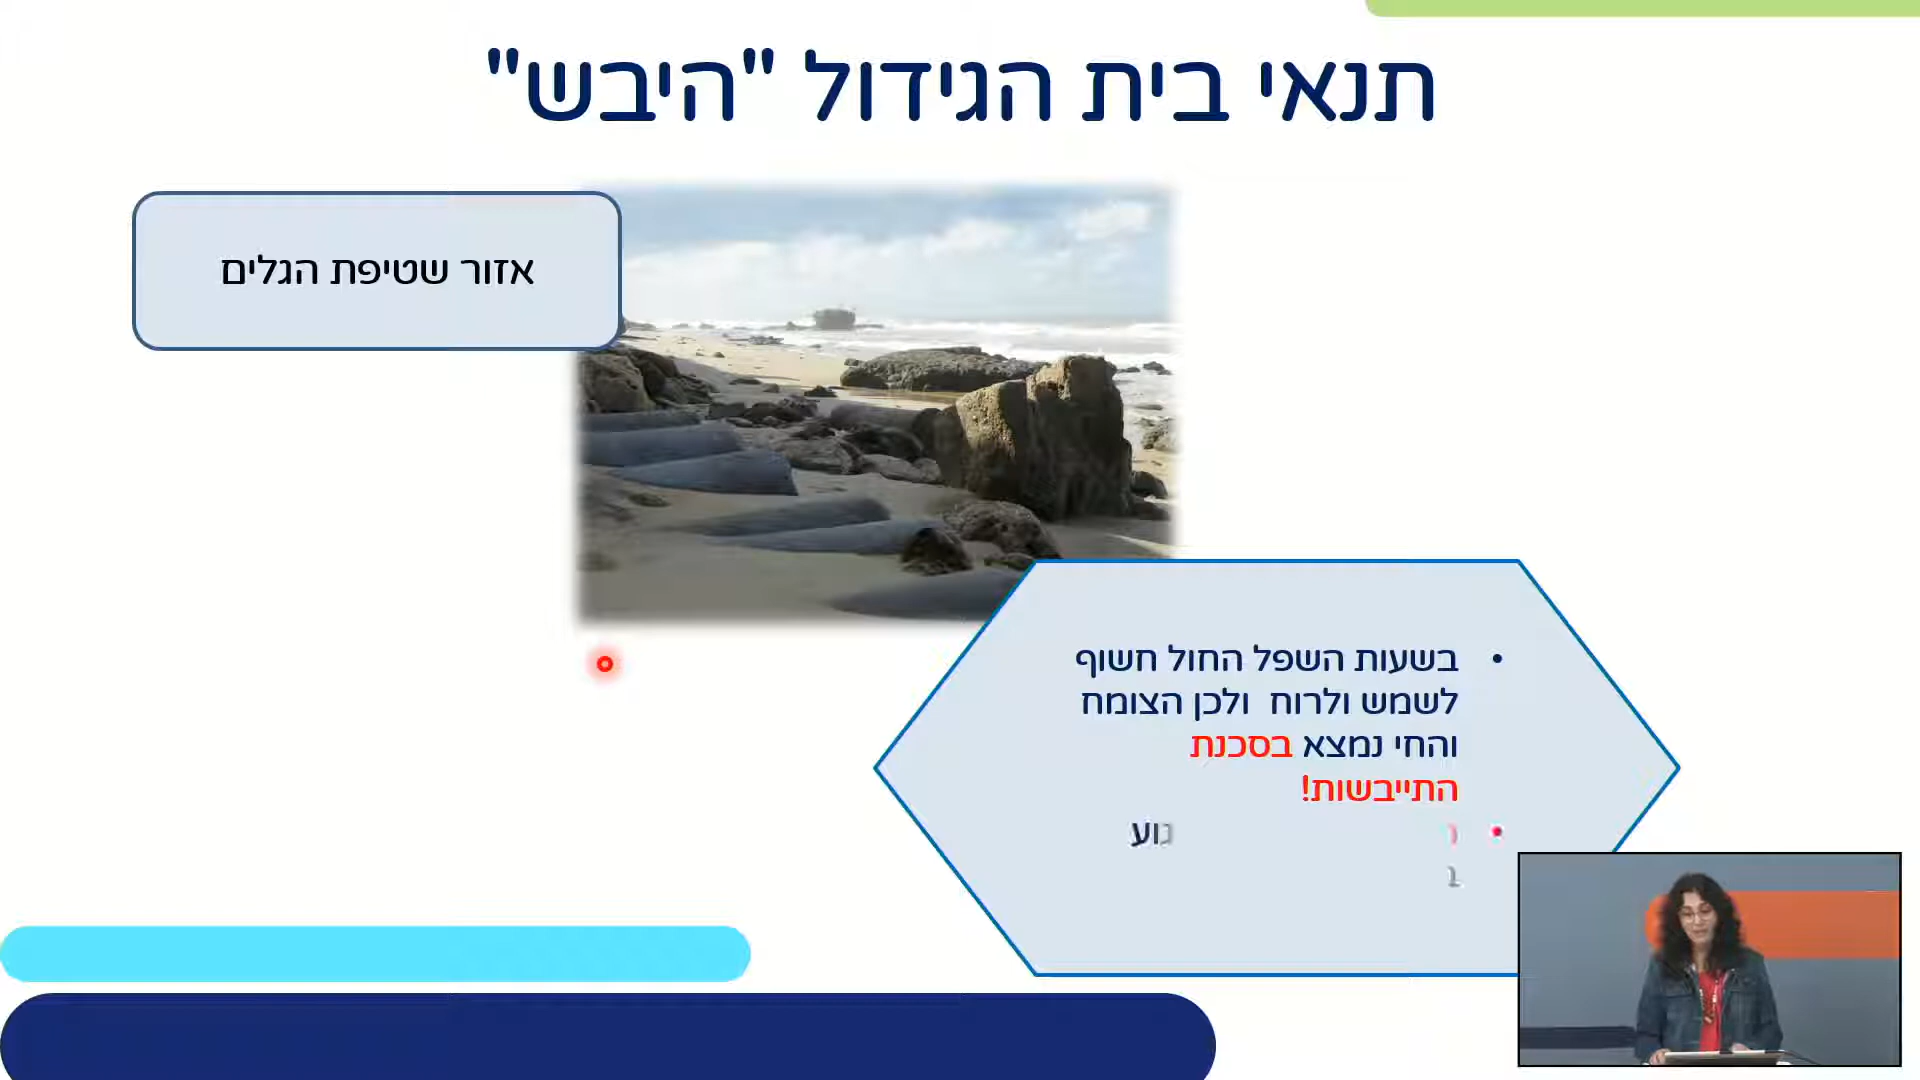 תנאי בית הגידול "היבש"
אזור שטיפת הגלים
• בשעות השפל החול חשוף
לשמש ולרוח ולכן הצומח
והחי נמצא בסכנת
התייבשות!